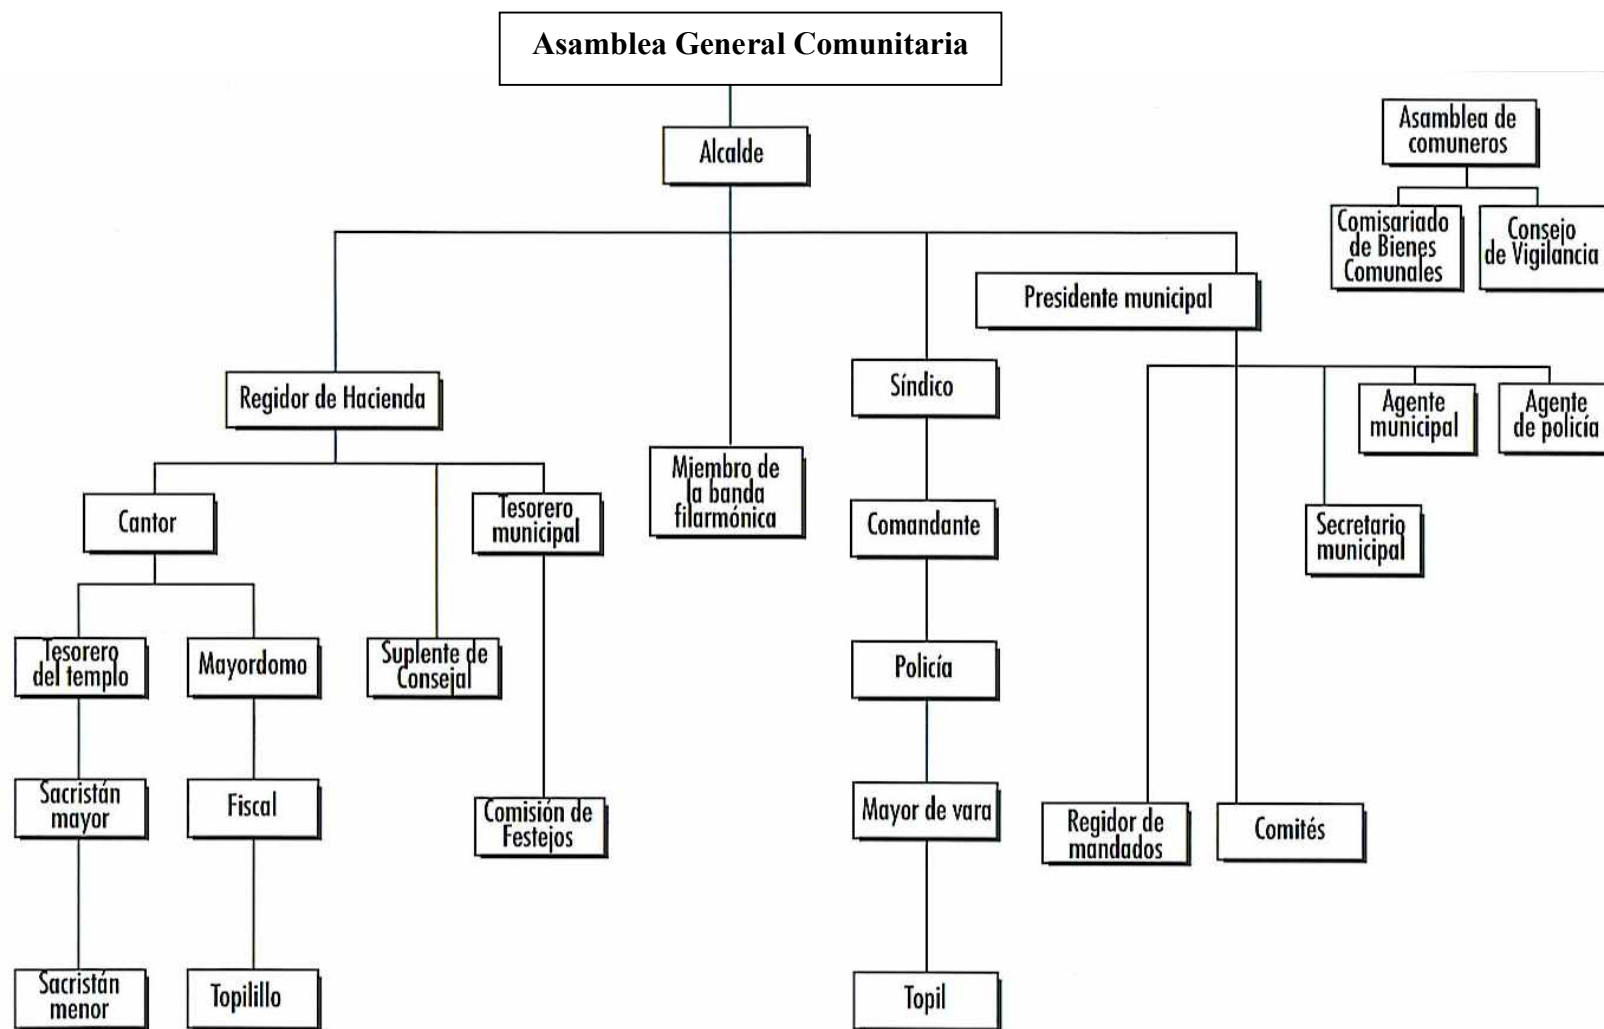 Asamblea General Comunitaria
Alcalde
Asamblea de
comuneros
Comisariado
de Bienes
Comunales
Consejo
de Vigilancia
Presidente municipal
Regidor de Hacienda
Síndico
Agente
municipal
Agente
de policía
Miembro de
la banda
filarmónica
Cantor
Tesorero
municipal
Comandante
Secretario
municipal
Tesorero
del templo
Mayordomo
Suplente de
Consejal
Policía
Sacristán
mayor
Fiscal
Comisión de
Festejos
Mayor de vara
Regidor de
mandados
Comités
Sacristán
menor
Topilillo
Topil